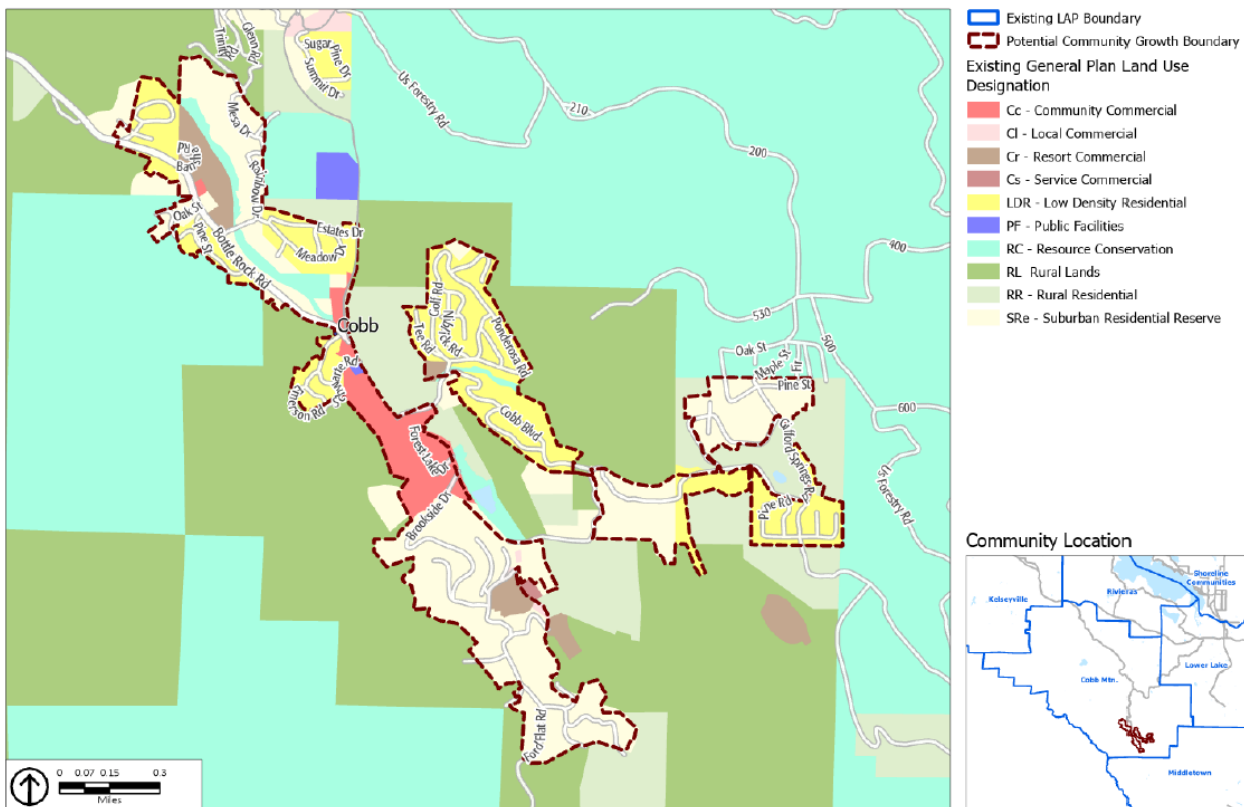 Existing LAP Boundary
Potential Community Growth Boundary
Existing General Plan Land Use
Designation
Cc - Community Commercial
Cl - Local Commercial
Cr - Resort Commercial
Cs - Service Commercial
LDR - Low Density Residential
PF - Public Facilities
RC - Resource Conservation
RL - Rural Lands
RR - Rural Residential
SRe - Suburban Residential Reserve
Glenn Rd
Sugar
Pine Dr
Summit Dr
Us Forestry Rd
210
200
Mesa Dr
Rainbow Dr
Oak St
Pine St
Bottle Rock Rd
Estates Dr
Meadow Dr
400
Cobb
Golf Rd
Tee Rd
Ponderosa Rd
530
500
Oak St
Maple St
Pine St
Emerson Rd
Cobb Blvd
600
Gifford Springs Rd
Forest Lake Dr
Us Forestry Rd
Pine Rd
Brookside Dr
Ford Flat Rd
0 0.07 0.15 0.3
Miles
Community Location
Shoreline
Communities
Kelseyville
Rivieras
Lower Lake
Cobb Mtn.
Middletown